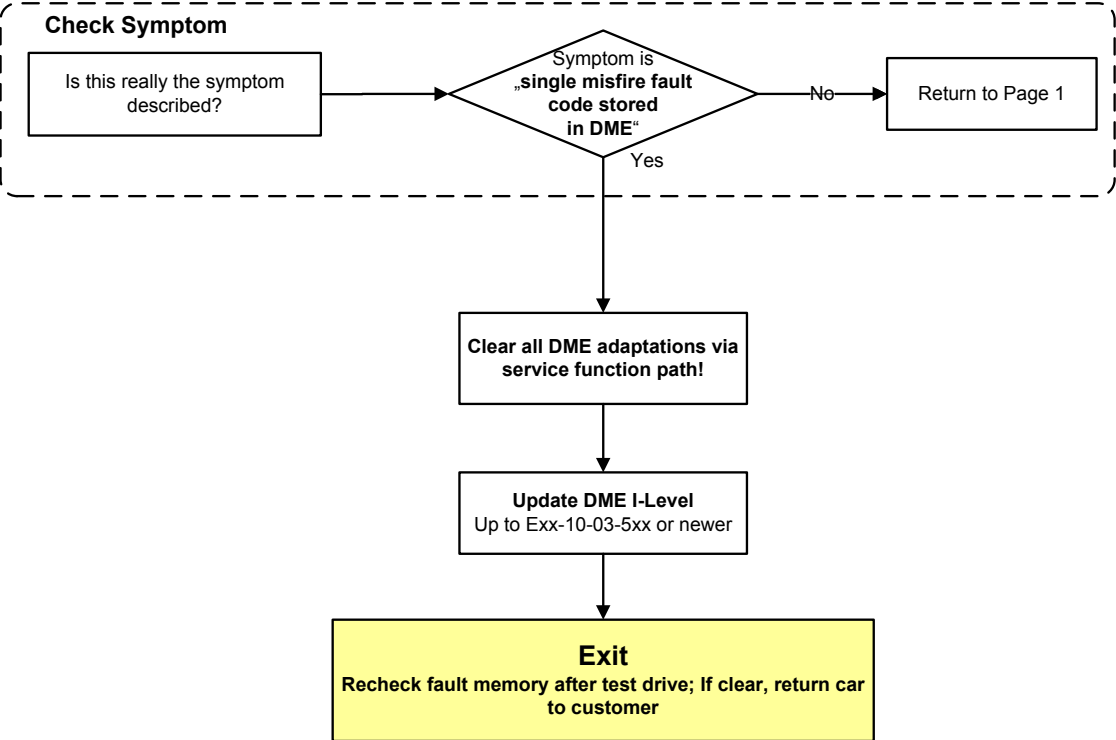 Check Symptom
Is this really the symptom
described?
Symptom is
„single misfire fault
code stored
in DME“
No
Return to Page 1
Yes
Clear all DME adaptations via
service function path!
Update DME I-Level
Up to Exx-10-03-5xx or newer
Exit
Recheck fault memory after test drive; If clear, return car
to customer